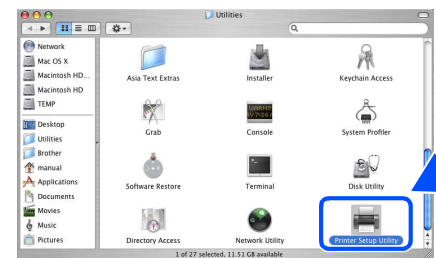 Utilities
Network
Mac OS X
Macintosh HD...
Macintosh HD
TEMP
Desktop
Utilities
Brother
manual
Applications
Documents
Movies
Music
Pictures
Asia Text Extras
Installer
Keychain Access
Grab
Console
System Profiler
Software Restore
Terminal
Disk Utility
Directory Access
Network Utility
Printer Setup Utility
1 of 27 selected, 11.51 GB available